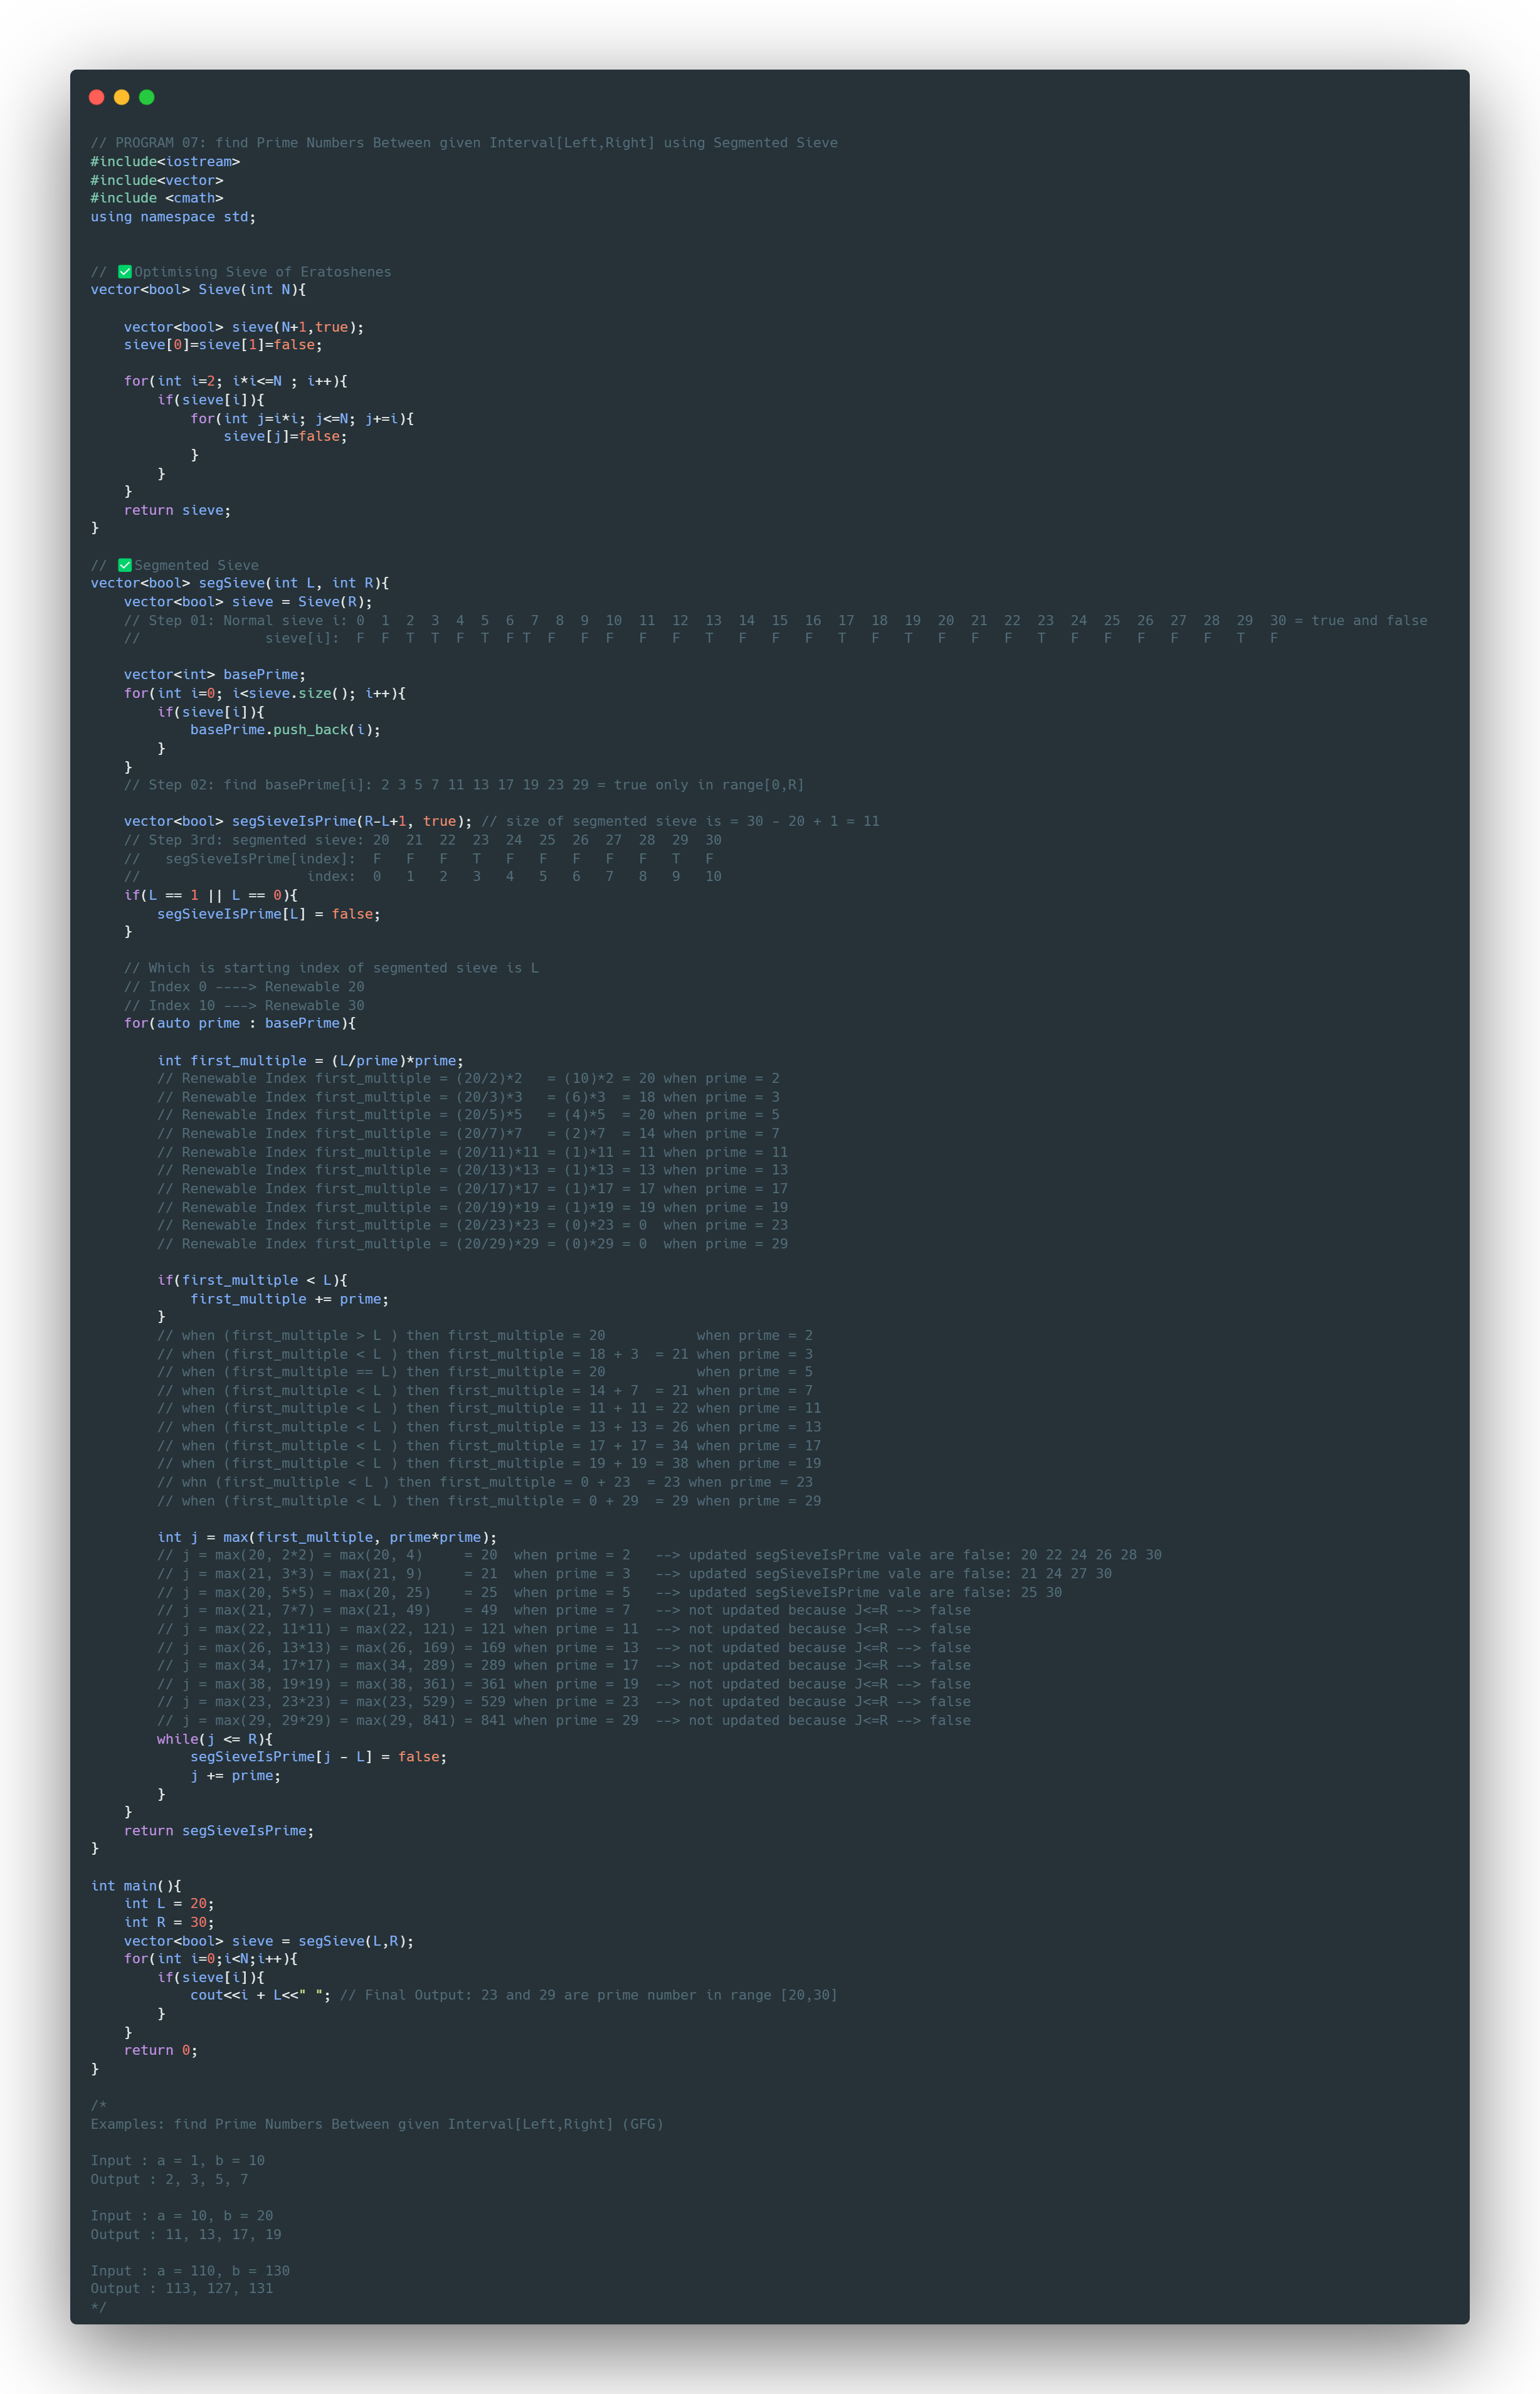 // PROGRAM 07: find Prime Numbers Between given Interval[Left,Right] using Segmented Sieve
#include<iostream>
#include<vector>
#include <cmath>
using namespace std;


// ✅Optimising Sieve of Eratoshenes
vector<bool> Sieve(int N){

    vector<bool> sieve(N+1,true);
    sieve[0]=sieve[1]=false;

    for(int i=2; i*i<=N ; i++){
        if(sieve[i]){
            for(int j=i*i; j<=N; j+=i){
                sieve[j]=false;
            }
        }
    }
    return sieve;
}

// ✅Segmented Sieve
vector<bool> segSieve(int L, int R){
    vector<bool> sieve = Sieve(R);
    // Step 01: Normal sieve i: 0  1  2  3  4  5  6  7  8  9  10  11  12  13  14  15  16  17  18  19  20  21  22  23  24  25  26  27  28  29  30 = true and false
    //               sieve[i]:  F  F  T  T  F  T  F T  F   F  F   F   F   T   F   F   F   T   F   T   F   F   F   T   F   F   F   F   F   T   F

    vector<int> basePrime;
    for(int i=0; i<sieve.size(); i++){
        if(sieve[i]){
            basePrime.push_back(i);
        }
    }
    // Step 02: find basePrime[i]: 2 3 5 7 11 13 17 19 23 29 = true only in range[0,R]

    vector<bool> segSieveIsPrime(R-L+1, true); // size of segmented sieve is = 30 - 20 + 1 = 11
    // Step 3rd: segmented sieve: 20  21  22  23  24  25  26  27  28  29  30
    //   segSieveIsPrime[index]:  F   F   F   T   F   F   F   F   F   T   F
    //                    index:  0   1   2   3   4   5   6   7   8   9   10
    if(L == 1 || L == 0){
        segSieveIsPrime[L] = false;
    }

    // Which is starting index of segmented sieve is L
    // Index 0 ----> Renewable 20
    // Index 10 ---> Renewable 30
    for(auto prime : basePrime){

        int first_multiple = (L/prime)*prime;
        // Renewable Index first_multiple = (20/2)*2   = (10)*2 = 20 when prime = 2
        // Renewable Index first_multiple = (20/3)*3   = (6)*3  = 18 when prime = 3
        // Renewable Index first_multiple = (20/5)*5   = (4)*5  = 20 when prime = 5
        // Renewable Index first_multiple = (20/7)*7   = (2)*7  = 14 when prime = 7
        // Renewable Index first_multiple = (20/11)*11 = (1)*11 = 11 when prime = 11
        // Renewable Index first_multiple = (20/13)*13 = (1)*13 = 13 when prime = 13
        // Renewable Index first_multiple = (20/17)*17 = (1)*17 = 17 when prime = 17
        // Renewable Index first_multiple = (20/19)*19 = (1)*19 = 19 when prime = 19
        // Renewable Index first_multiple = (20/23)*23 = (0)*23 = 0  when prime = 23
        // Renewable Index first_multiple = (20/29)*29 = (0)*29 = 0  when prime = 29

        if(first_multiple < L){
            first_multiple += prime;
        }
        // when (first_multiple > L ) then first_multiple = 20           when prime = 2
        // when (first_multiple < L ) then first_multiple = 18 + 3  = 21 when prime = 3
        // when (first_multiple == L) then first_multiple = 20           when prime = 5
        // when (first_multiple < L ) then first_multiple = 14 + 7  = 21 when prime = 7
        // when (first_multiple < L ) then first_multiple = 11 + 11 = 22 when prime = 11
        // when (first_multiple < L ) then first_multiple = 13 + 13 = 26 when prime = 13
        // when (first_multiple < L ) then first_multiple = 17 + 17 = 34 when prime = 17
        // when (first_multiple < L ) then first_multiple = 19 + 19 = 38 when prime = 19
        // whn (first_multiple < L ) then first_multiple = 0 + 23  = 23 when prime = 23
        // when (first_multiple < L ) then first_multiple = 0 + 29  = 29 when prime = 29

        int j = max(first_multiple, prime*prime);
        // j = max(20, 2*2) = max(20, 4)     = 20  when prime = 2   --> updated segSieveIsPrime vale are false: 20 22 24 26 28 30
        // j = max(21, 3*3) = max(21, 9)     = 21  when prime = 3   --> updated segSieveIsPrime vale are false: 21 24 27 30
        // j = max(20, 5*5) = max(20, 25)    = 25  when prime = 5   --> updated segSieveIsPrime vale are false: 25 30
        // j = max(21, 7*7) = max(21, 49)    = 49  when prime = 7   --> not updated because J<=R --> false
        // j = max(22, 11*11) = max(22, 121) = 121 when prime = 11  --> not updated because J<=R --> false
        // j = max(26, 13*13) = max(26, 169) = 169 when prime = 13  --> not updated because J<=R --> false
        // j = max(34, 17*17) = max(34, 289) = 289 when prime = 17  --> not updated because J<=R --> false
        // j = max(38, 19*19) = max(38, 361) = 361 when prime = 19  --> not updated because J<=R --> false
        // j = max(23, 23*23) = max(23, 529) = 529 when prime = 23  --> not updated because J<=R --> false
        // j = max(29, 29*29) = max(29, 841) = 841 when prime = 29  --> not updated because J<=R --> false
        while(j <= R){
            segSieveIsPrime[j - L] = false;
            j += prime;
        }
    }
    return segSieveIsPrime;
}

int main(){
    int L = 20;
    int R = 30;
    vector<bool> sieve = segSieve(L,R);
    for(int i=0;i<N;i++){
        if(sieve[i]){
            cout<<i + L<<" "; // Final Output: 23 and 29 are prime number in range [20,30]
        }
    }
    return 0;
}

/*
Examples: find Prime Numbers Between given Interval[Left,Right] (GFG)

Input : a = 1, b = 10
Output : 2, 3, 5, 7

Input : a = 10, b = 20
Output : 11, 13, 17, 19

Input : a = 110, b = 130
Output : 113, 127, 131
*/